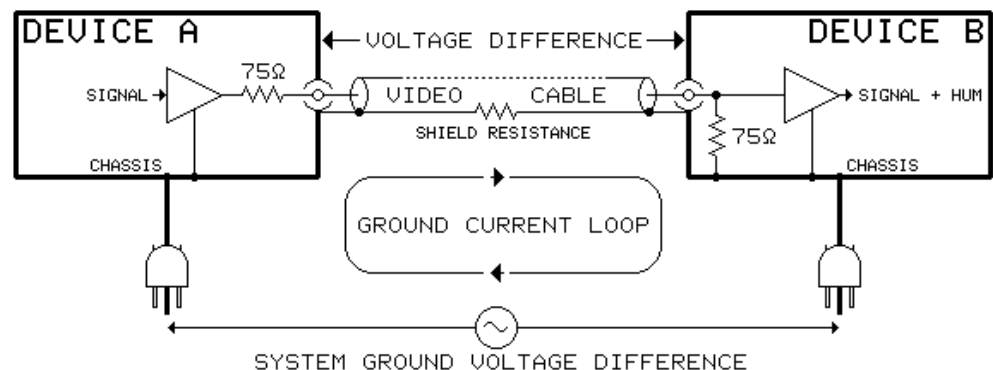 DEVICE A
VOLTAGE DIFFERENCE
DEVICE B
75Ω
SIGNAL
VIDEO CABLE
SIGNAL + HUM
SHIELD RESISTANCE
75Ω
CHASSIS
CHASSIS
GROUND CURRENT LOOP
SYSTEM GROUND VOLTAGE DIFFERENCE